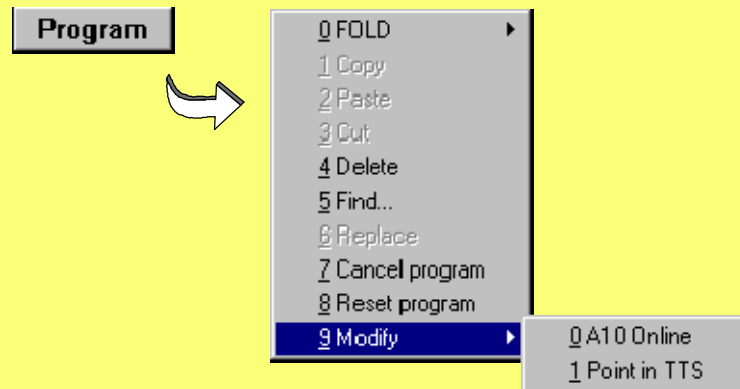 Program
0 FOLD
1 Copy
2 Paste
3 Cut
4 Delete
5 Find...
6 Replace
7 Cancel program
8 Reset program
9 Modify
0 A10 Online
1 Point in TTS